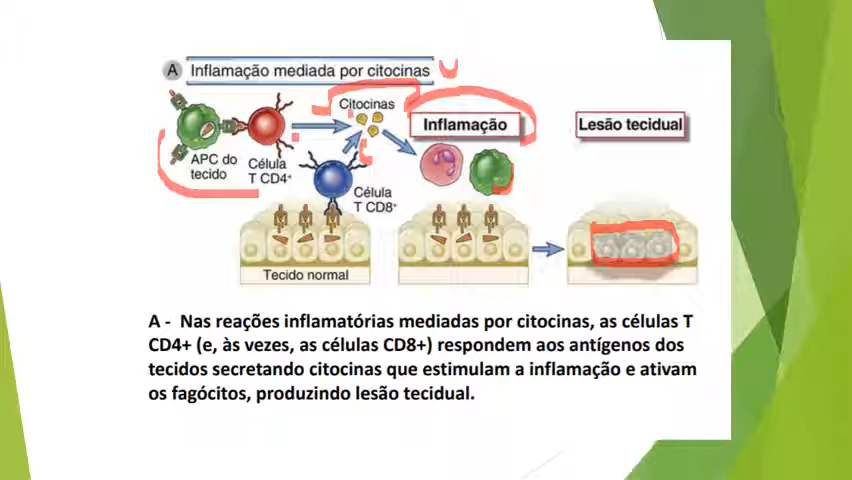 A Inflamação mediada por citocinas
Citocinas
Inflamação
Lesão tecidual
APC do
tecido
Célula
T CD4+
Célula
T CD8+
Tecido normal
A - Nas reações inflamatórias mediadas por citocinas, as células T
CD4+ (e, às vezes, as células CD8+) respondem aos antígenos dos
tecidos secretando citocinas que estimulam a inflamação e ativam
os fagócitos, produzindo lesão tecidual.